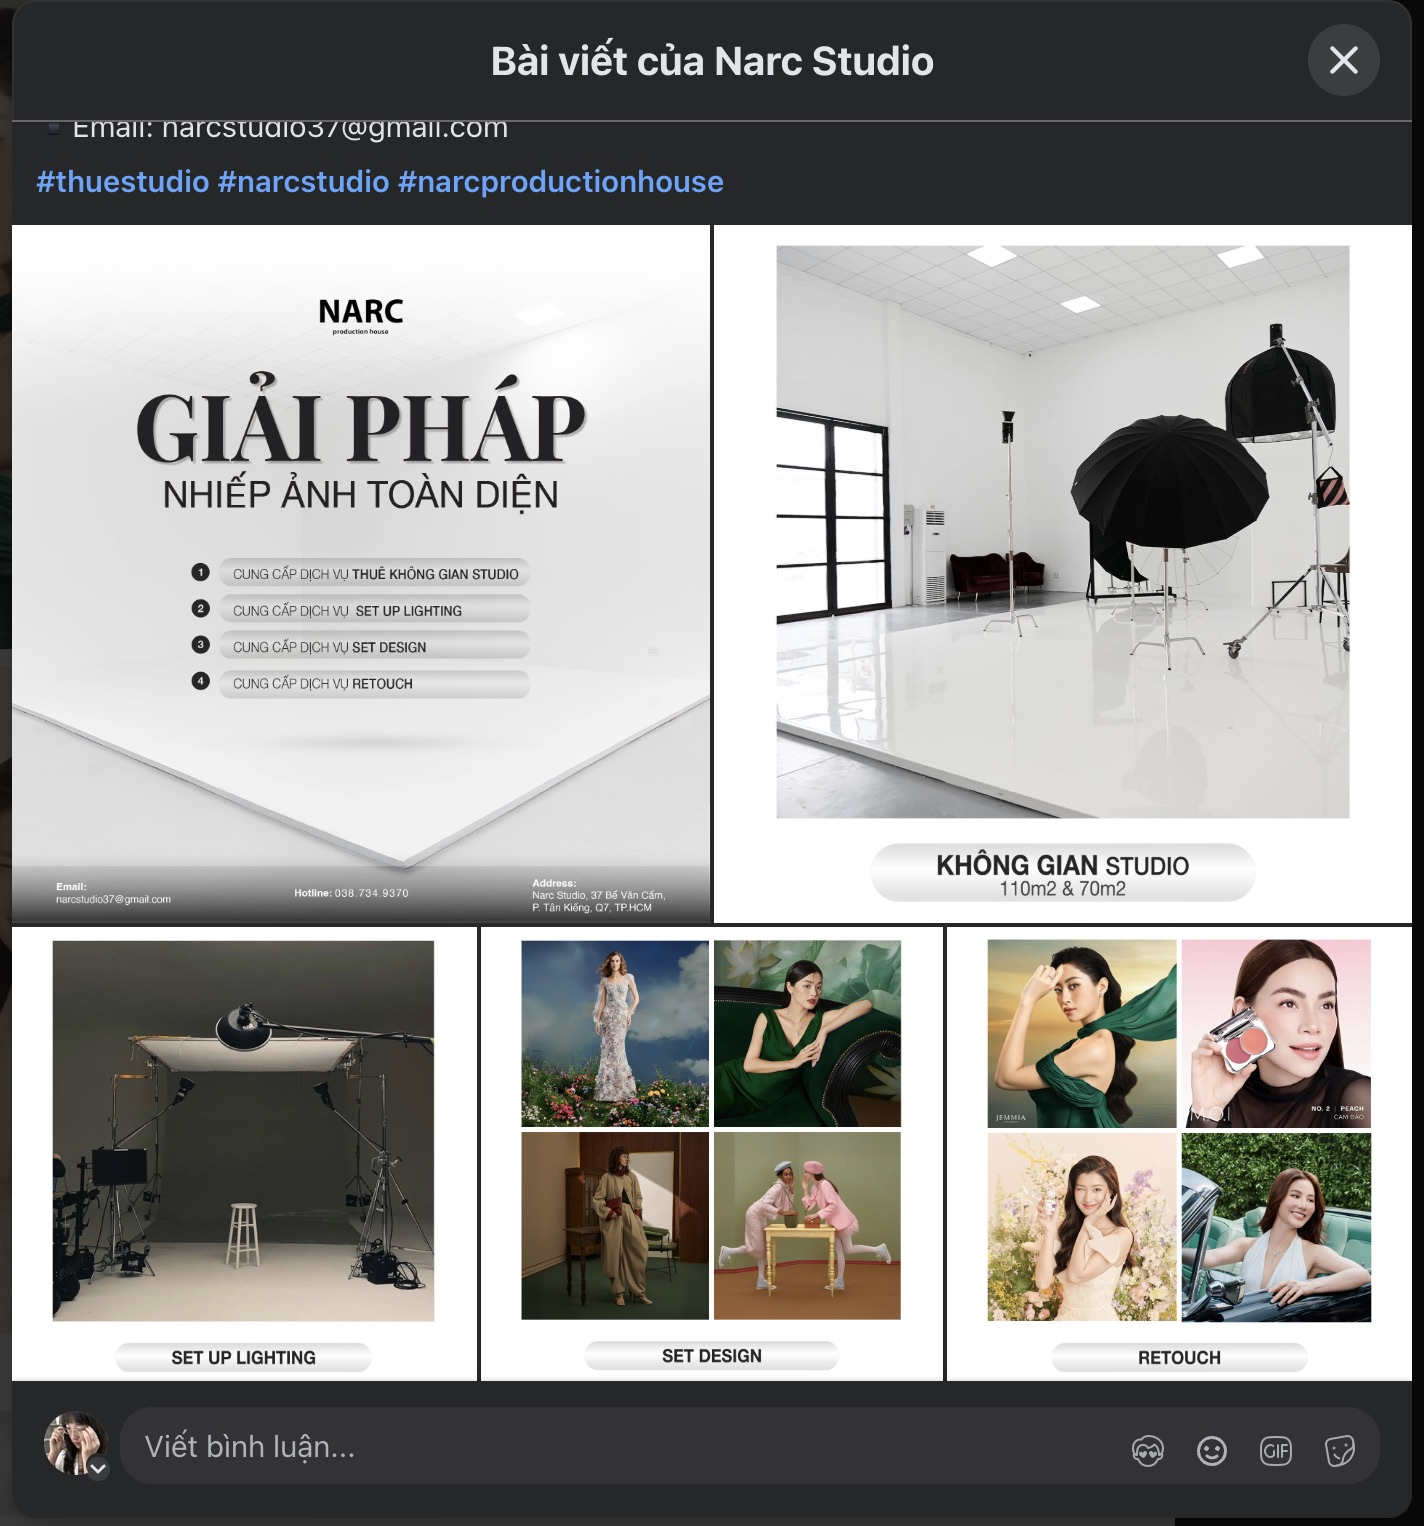 Bài viết của Narc Studio
Email: narcstudio37@gmail.com
#thuestudio #narcstudio #narcproductionhouse
NARC
production house
GIẢI PHÁP
NHIẾP ẢNH TOÀN DIỆN
1 CUNG CẤP DỊCH VỤ THUÊ KHÔNG GIAN STUDIO
2 CUNG CẤP DỊCH VỤ SET UP LIGHTING
3 CUNG CẤP DỊCH VỤ SET DESIGN
4 CUNG CẤP DỊCH VỤ RETOUCH
Email:
narcstudio37@gmail.com
Hotline: 038.734.9370
Address:
Narc Studio, 37 Bế Văn Cấm,
P. Tân Kiểng, Q7, TP.HCM
KHÔNG GIAN STUDIO
110m2 & 70m2
SET UP LIGHTING
SET DESIGN
JEMMIA
M.O.I
NO. 2 | PEACH
CAM ĐÀO
RETOUCH
Viết bình luận...
GIF